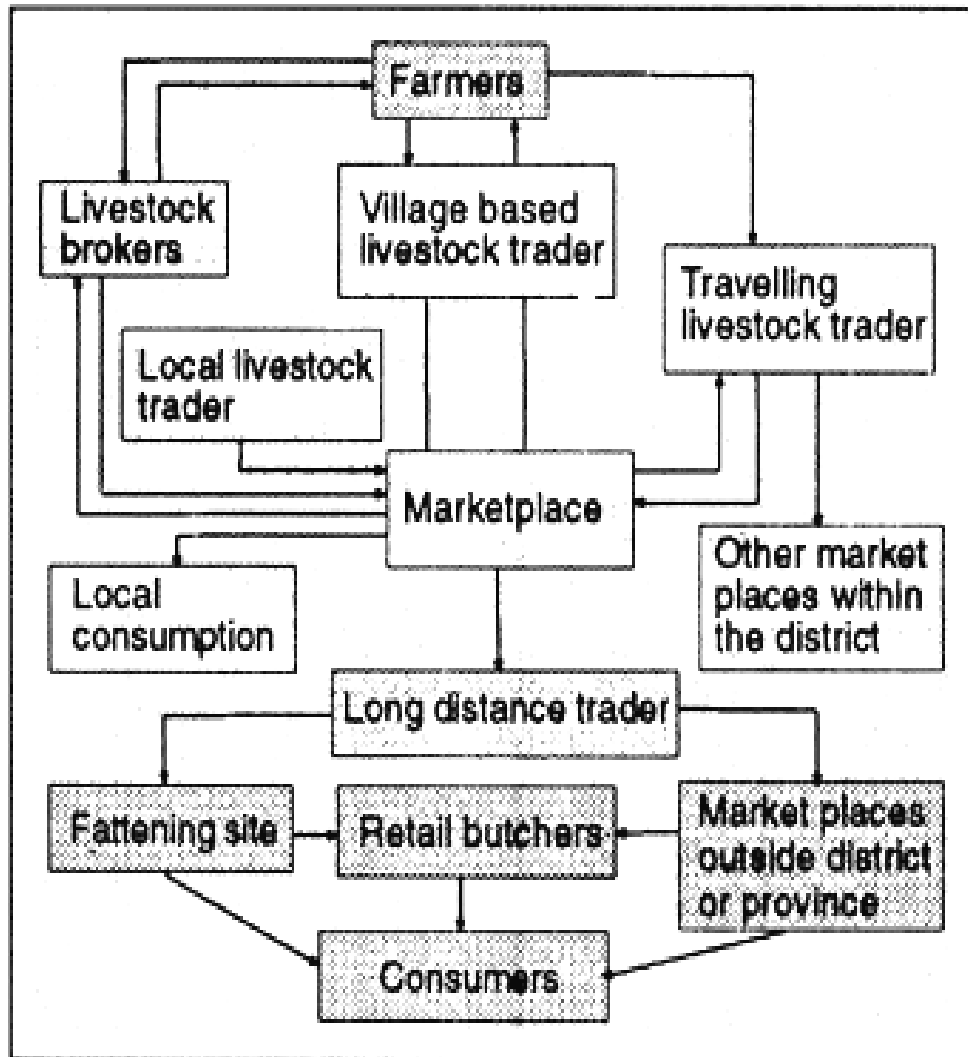 Farmers
Livestock
brokers
Village based
livestock trader
Travelling
livestock trader
Local livestock
trader
Marketplace
Local
consumption
Other market
places within
the district
Long distance trader
Fattening site
Retail butchers
Market places
outside district
or province
Consumers